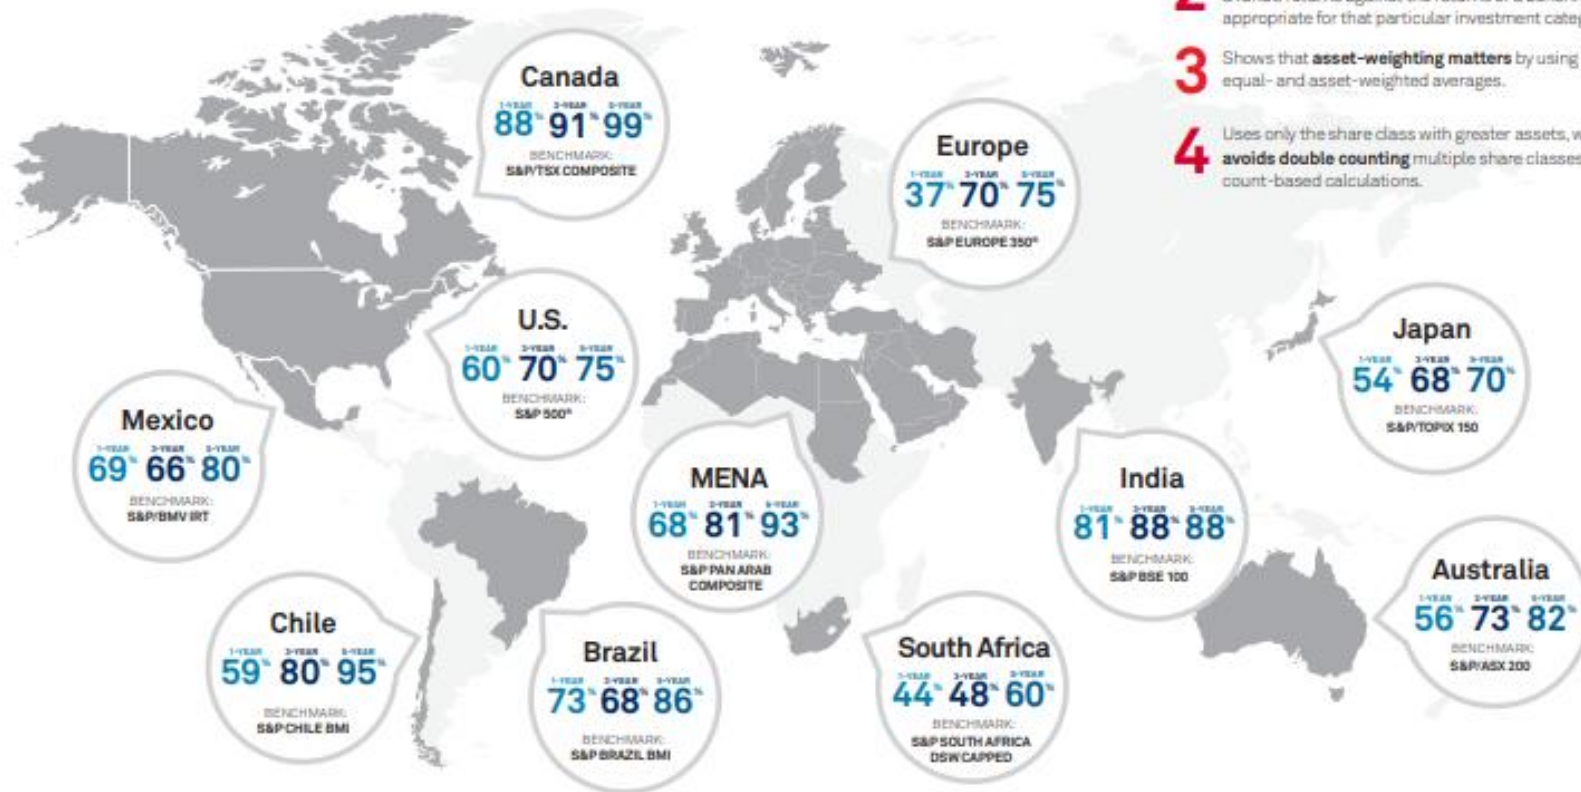 2
appropriate for that particular investment
3 Shows that asset-weighting matters by using
equal- and asset-weighted averages.
4 Uses only the share class with greater assets,
avoids double counting multiple share classes
count-based calculations.
Canada
1-YEAR 3-YEAR 5-YEAR
88% 91% 99%
BENCHMARK:
S&P/TSX COMPOSITE
Europe
1-YEAR 3-YEAR 5-YEAR
37% 70% 75%
BENCHMARK:
S&P EUROPE 350®
U.S.
1-YEAR 3-YEAR 5-YEAR
60% 70% 75%
BENCHMARK:
S&P 500®
Japan
1-YEAR 3-YEAR 5-YEAR
54% 68% 70%
BENCHMARK:
S&P/TOPIX 150
Mexico
1-YEAR 3-YEAR 5-YEAR
69% 66% 80%
BENCHMARK:
S&P/BMV IRT
MENA
1-YEAR 3-YEAR 5-YEAR
68% 81% 93%
BENCHMARK:
S&P PAN ARAB
COMPOSITE
India
1-YEAR 3-YEAR 5-YEAR
81% 88% 88%
BENCHMARK:
S&P BSE 100
Australia
1-YEAR 3-YEAR 5-YEAR
56% 73% 82%
BENCHMARK:
S&P/ASX 200
Chile
1-YEAR 3-YEAR 5-YEAR
59% 80% 95%
BENCHMARK:
S&P CHILE BMI
Brazil
1-YEAR 3-YEAR 5-YEAR
73% 68% 86%
BENCHMARK:
S&P BRAZIL BMI
South Africa
1-YEAR 3-YEAR 5-YEAR
44% 48% 60%
BENCHMARK:
S&P SOUTH AFRICA
DSW CAPPED